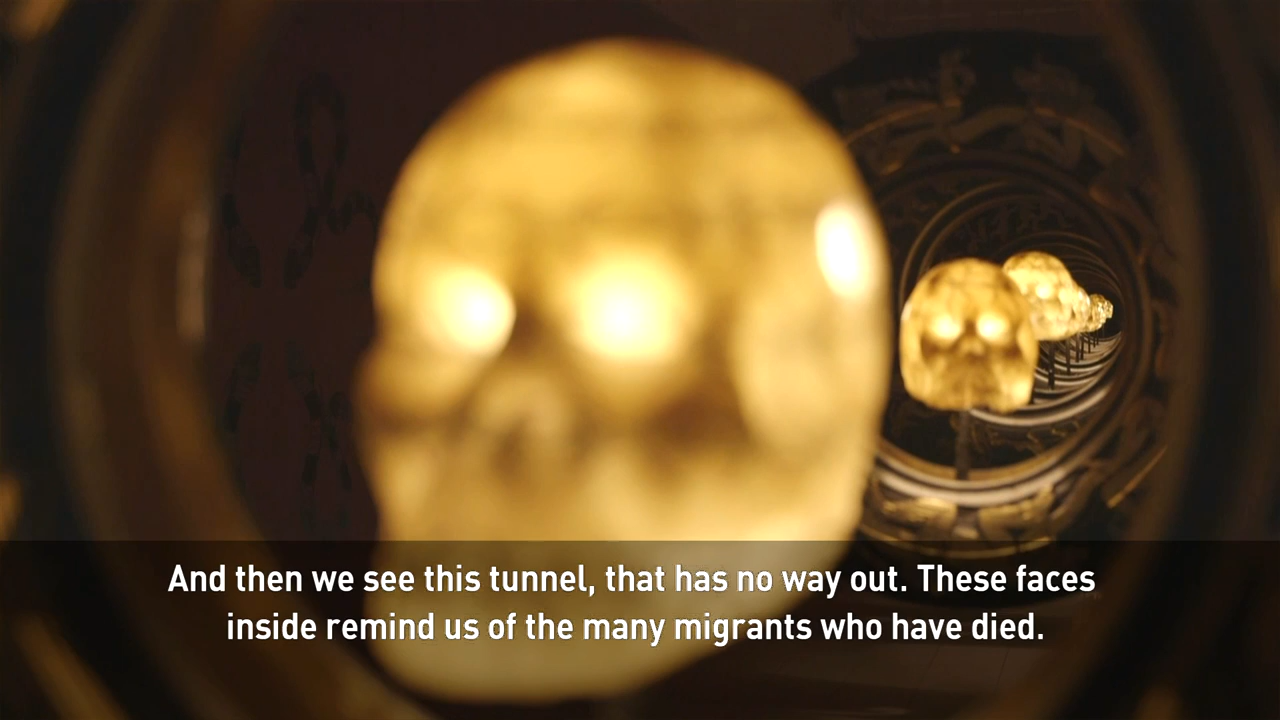 And then we see this tunnel, that has no way out. These faces
inside remind us of the many migrants who have died.